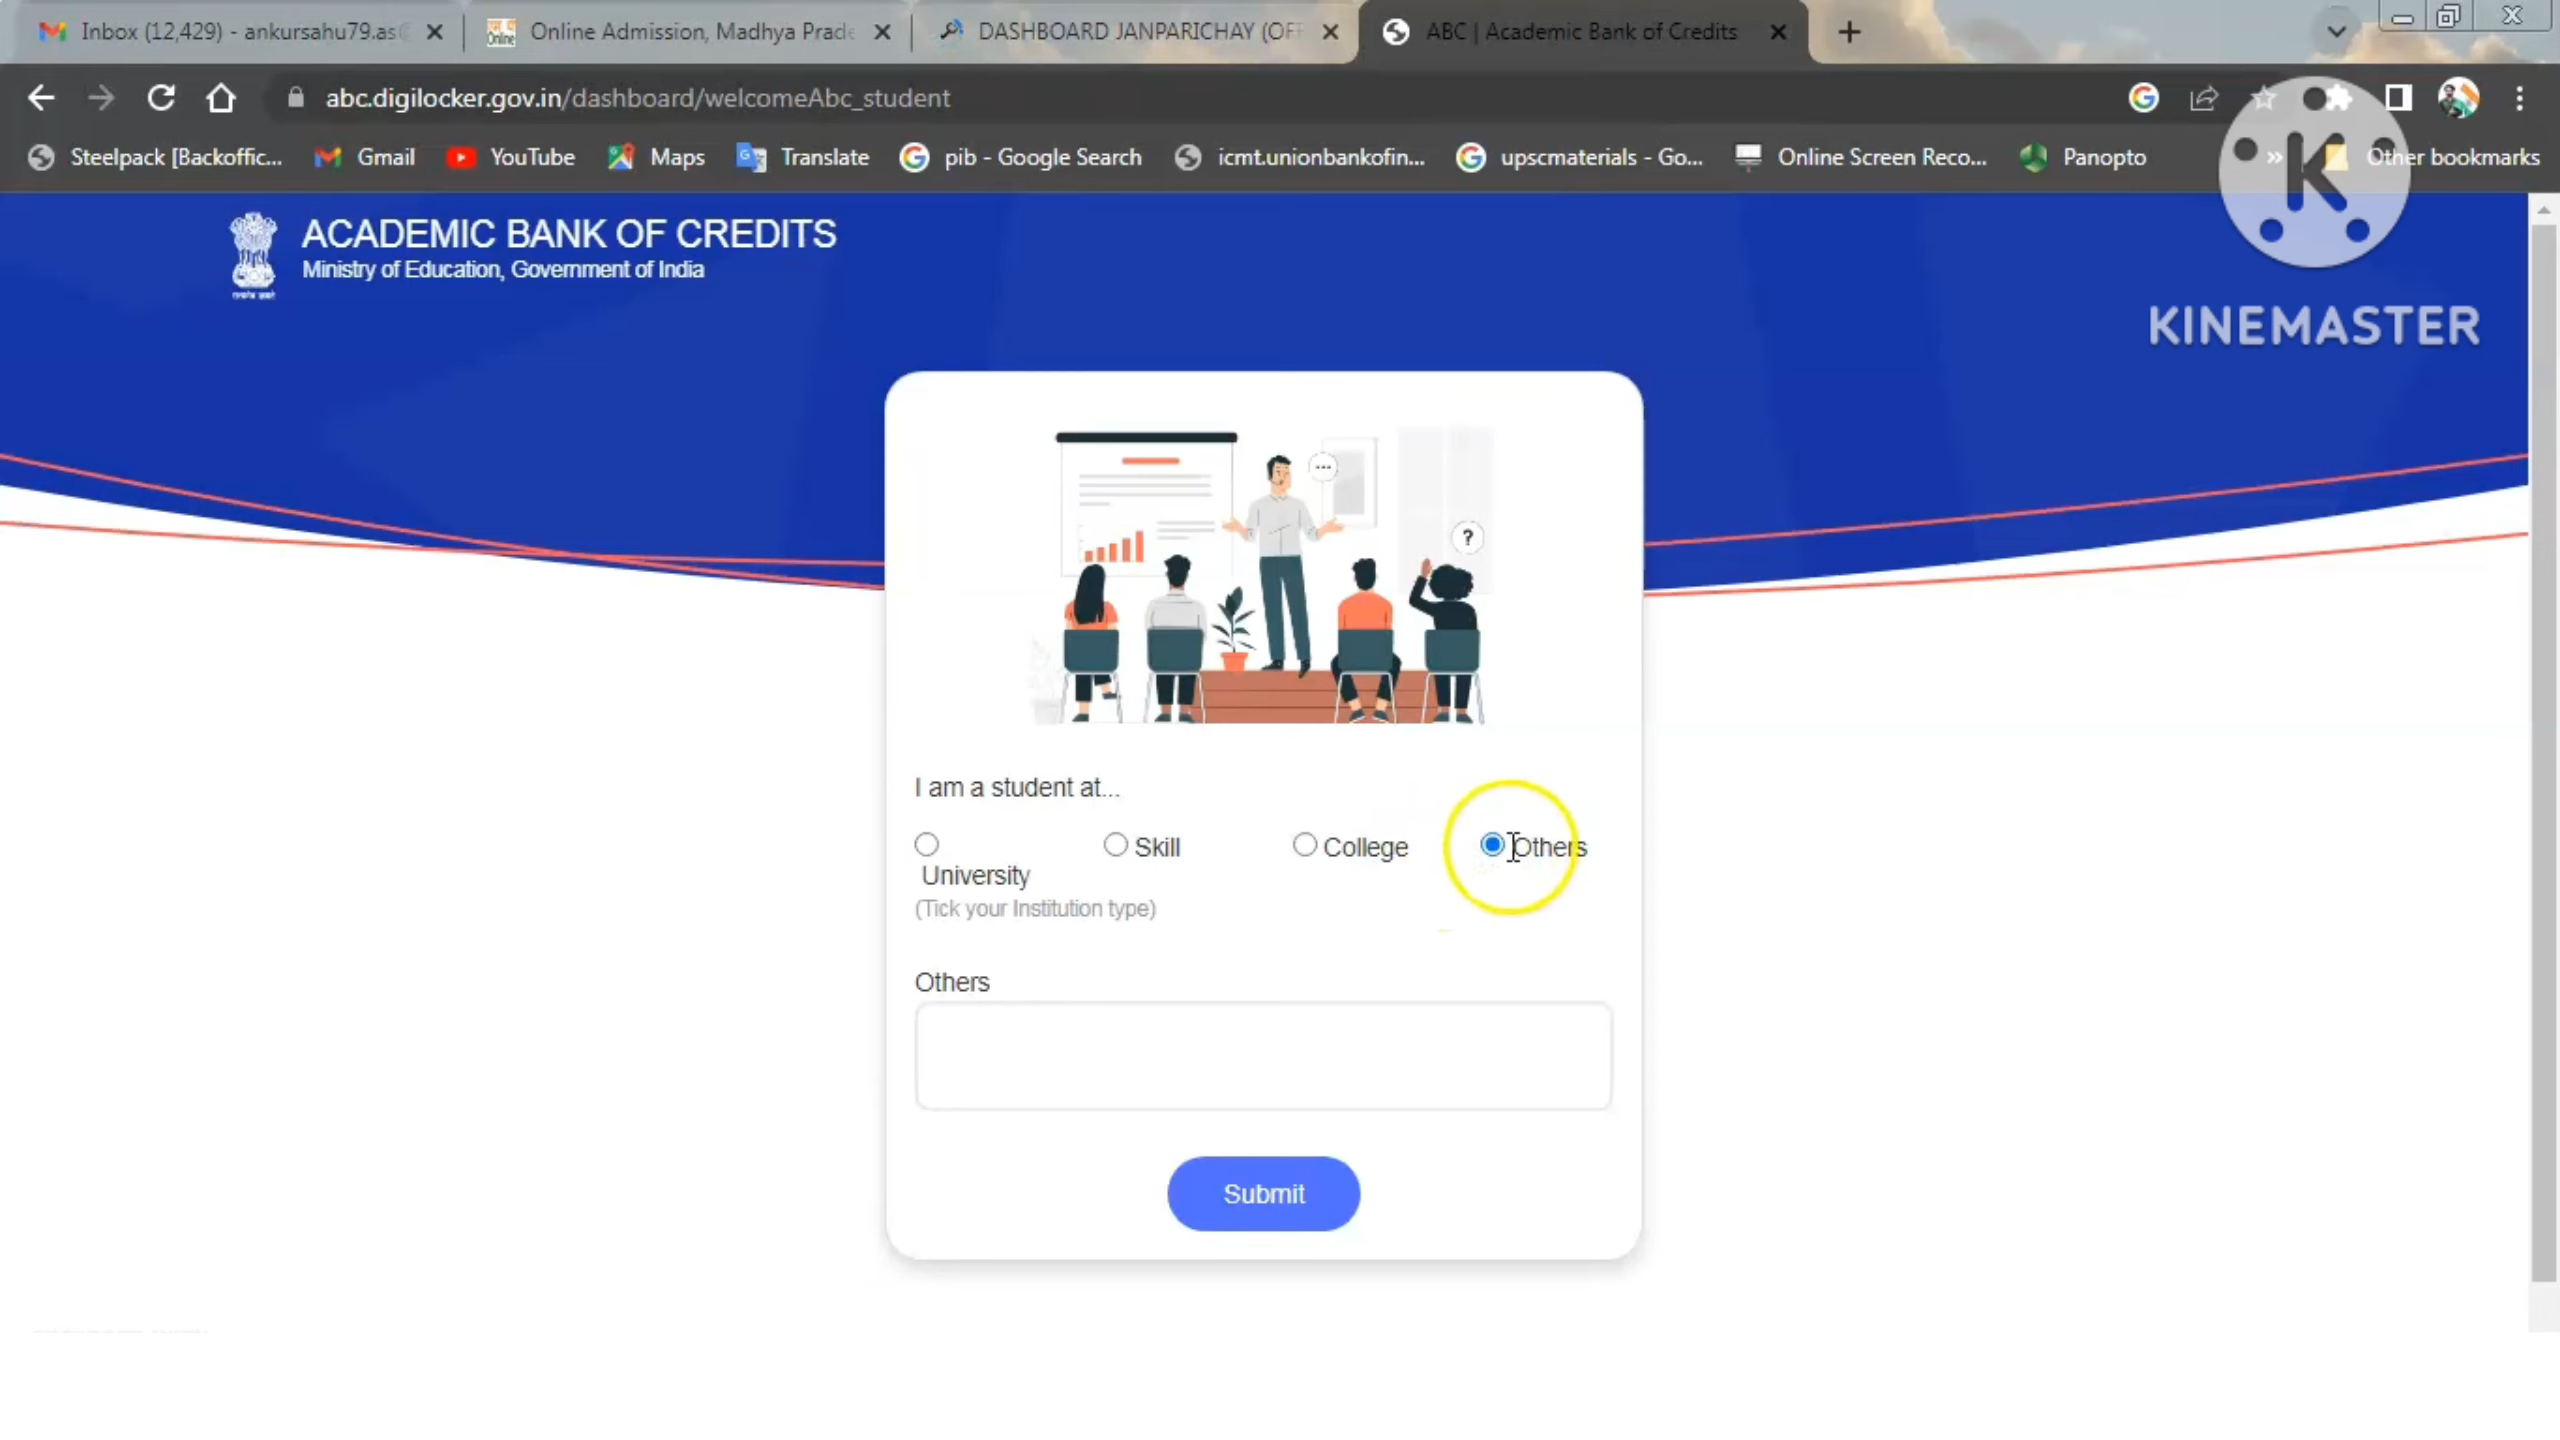 Inbox (12,429) - ankursahu79.as@
Online Admission, Madhya Prade
DASHBOARD JANPARICHAY (OFF
ABC | Academic Bank of Credits
abc.digilocker.gov.in/dashboard/welcomeAbc_student
Steelpack [Backoffic...
Gmail
YouTube
Maps
Translate
pib - Google Search
icmt.unionbankofin...
upscmaterials - Go...
Online Screen Reco...
Panopto
»
Other bookmarks
K
KINEMASTER
ACADEMIC BANK OF CREDITS
Ministry of Education, Government of India
?
I am a student at...
University
Skill
College
Others
(Tick your Institution type)
Others
Submit